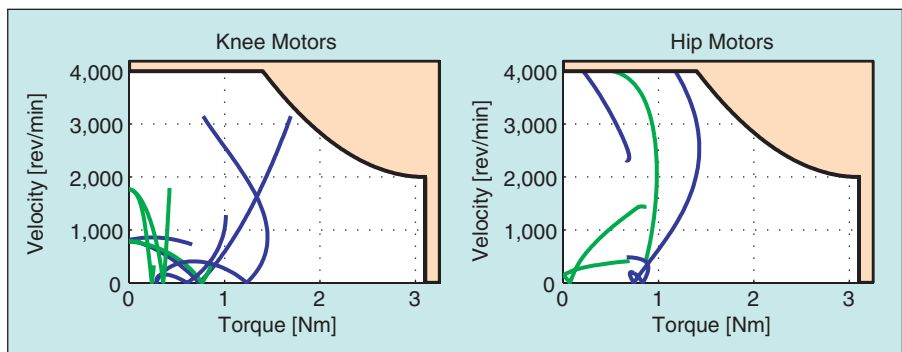 Knee Motors
4,000
3,000
2,000
1,000
0
Velocity [rev/min]
0 1 2 3
Torque [Nm]
Hip Motors
4,000
3,000
2,000
1,000
0
Velocity [rev/min]
0 1 2 3
Torque [Nm]